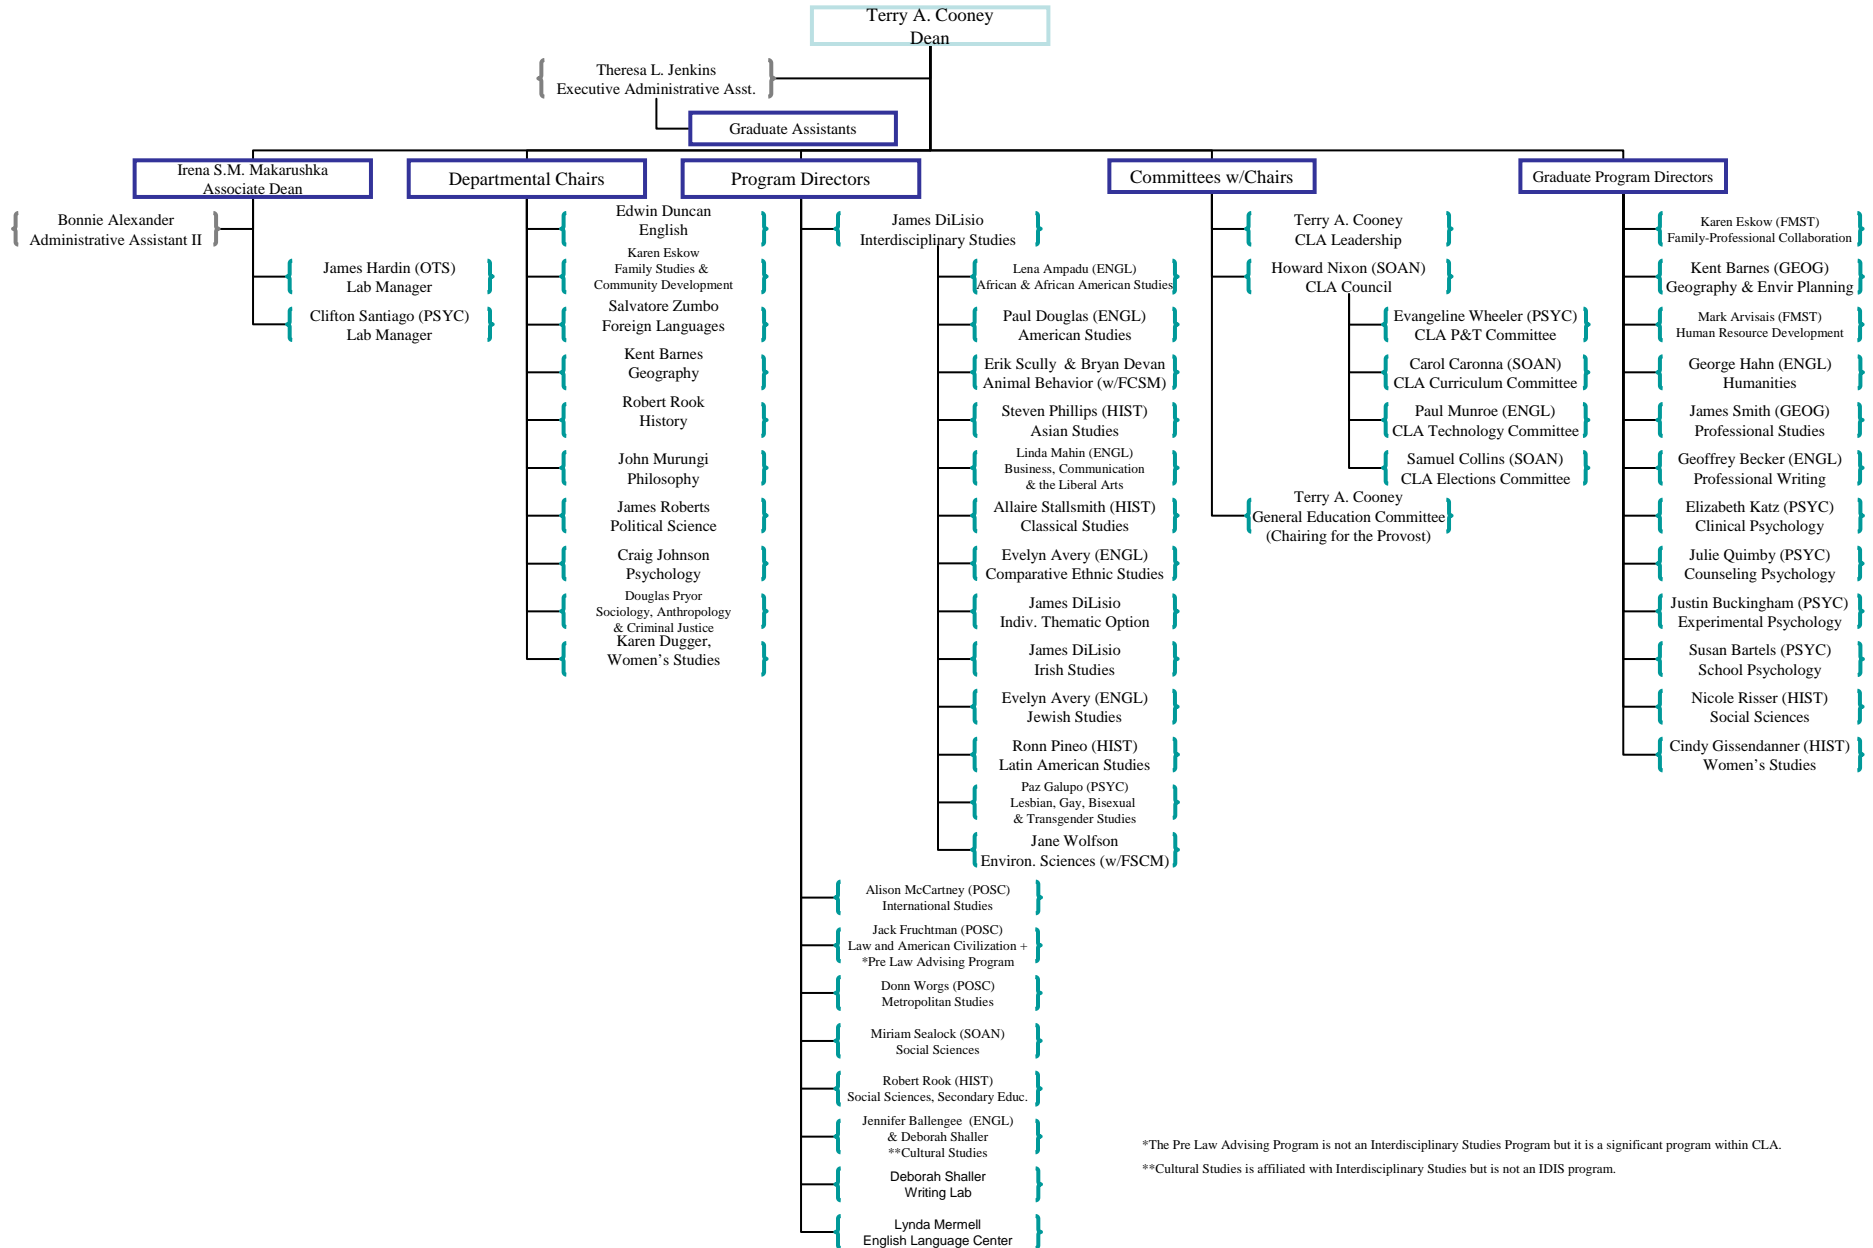 Terry A. Cooney
Dean
Theresa L. Jenkins
Executive Administrative Asst.
Graduate Assistants
Irena S.M. Makarushka
Associate Dean
Bonnie Alexander
Administrative Assistant II
James Hardin (OTS)
Lab Manager
Clifton Santiago (PSYC)
Lab Manager
Departmental Chairs
Edwin Duncan
English
Karen Eskow
Family Studies &
Community Development
Salvatore Zumbo
Foreign Languages
Kent Barnes
Geography
Robert Rook
History
John Murungi
Philosophy
James Roberts
Political Science
Craig Johnson
Psychology
Douglas Pryor
Sociology, Anthropology
& Criminal Justice
Karen Dugger,
Women's Studies
Program Directors
James DiLisio
Interdisciplinary Studies
Lena Ampadu (ENGL)
African & African American Studies
Paul Douglas (ENGL)
American Studies
Erik Scully & Bryan Devan
Animal Behavior (w/FCSM)
Steven Phillips (HIST)
Asian Studies
Linda Mahin (ENGL)
Business, Communication
& the Liberal Arts
Allaire Stallsmith (HIST)
Classical Studies
Evelyn Avery (ENGL)
Comparative Ethnic Studies
James DiLisio
Indiv. Thematic Option
James DiLisio
Irish Studies
Evelyn Avery (ENGL)
Jewish Studies
Ronn Pineo (HIST)
Latin American Studies
Paz Galupo (PSYC)
Lesbian, Gay, Bisexual
& Transgender Studies
Jane Wolfson
Environ. Sciences (w/FSCM)
Alison McCartney (POSC)
International Studies
Jack Fruchtman (POSC)
Law and American Civilization +
*Pre Law Advising Program
Donn Worgs (POSC)
Metropolitan Studies
Miriam Sealock (SOAN)
Social Sciences
Robert Rook (HIST)
Social Sciences, Secondary Educ.
Jennifer Ballengee (ENGL)
& Deborah Shaller
**Cultural Studies
Deborah Shaller
Writing Lab
Lynda Mermell
English Language Center
Committees w/Chairs
Terry A. Cooney
CLA Leadership
Howard Nixon (SOAN)
CLA Council
Evangeline Wheeler (PSYC)
CLA P&T Committee
Carol Caronna (SOAN)
CLA Curriculum Committee
Paul Munroe (ENGL)
CLA Technology Committee
Samuel Collins (SOAN)
CLA Elections Committee
Terry A. Cooney
General Education Committee
(Chairing for the Provost)
Graduate Program Directors
Karen Eskow (FMST)
Family-Professional Collaboration
Kent Barnes (GEOG)
Geography & Envir Planning
Mark Arvisais (FMST)
Human Resource Development
George Hahn (ENGL)
Humanities
James Smith (GEOG)
Professional Studies
Geoffrey Becker (ENGL)
Professional Writing
Elizabeth Katz (PSYC)
Clinical Psychology
Julie Quimby (PSYC)
Counseling Psychology
Justin Buckingham (PSYC)
Experimental Psychology
Susan Bartels (PSYC)
School Psychology
Nicole Risser (HIST)
Social Sciences
Cindy Gissendanner (HIST)
Women's Studies
*The Pre Law Advising Program is not an Interdisciplinary Studies Program but it is a significant program within CLA.
**Cultural Studies is affiliated with Interdisciplinary Studies but is not an IDIS program.